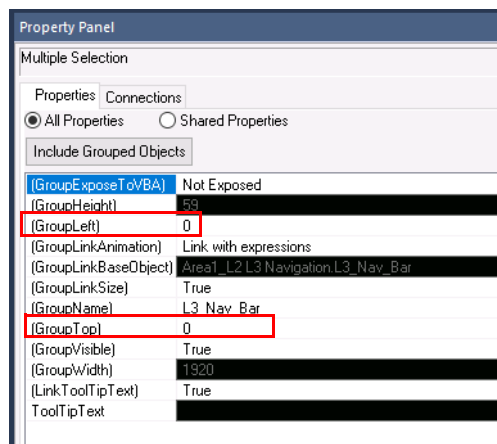 Property Panel
Multiple Selection
Properties Connections
All Properties Shared Properties
Include Grouped Objects
(GroupExposeToVBA) Not Exposed
(GroupHeight) 59
(GroupLeft) 0
(GroupLinkAnimation) Link with expressions
(GroupLinkBaseObject) Area1_L2 L3 Navigation.L3_Nav_Bar
(GroupLinkSize) True
(GroupName) L3_Nav_Bar
(GroupTop) 0
(GroupVisible) True
(GroupWidth) 1920
(LinkToolTipText) True
ToolTipText